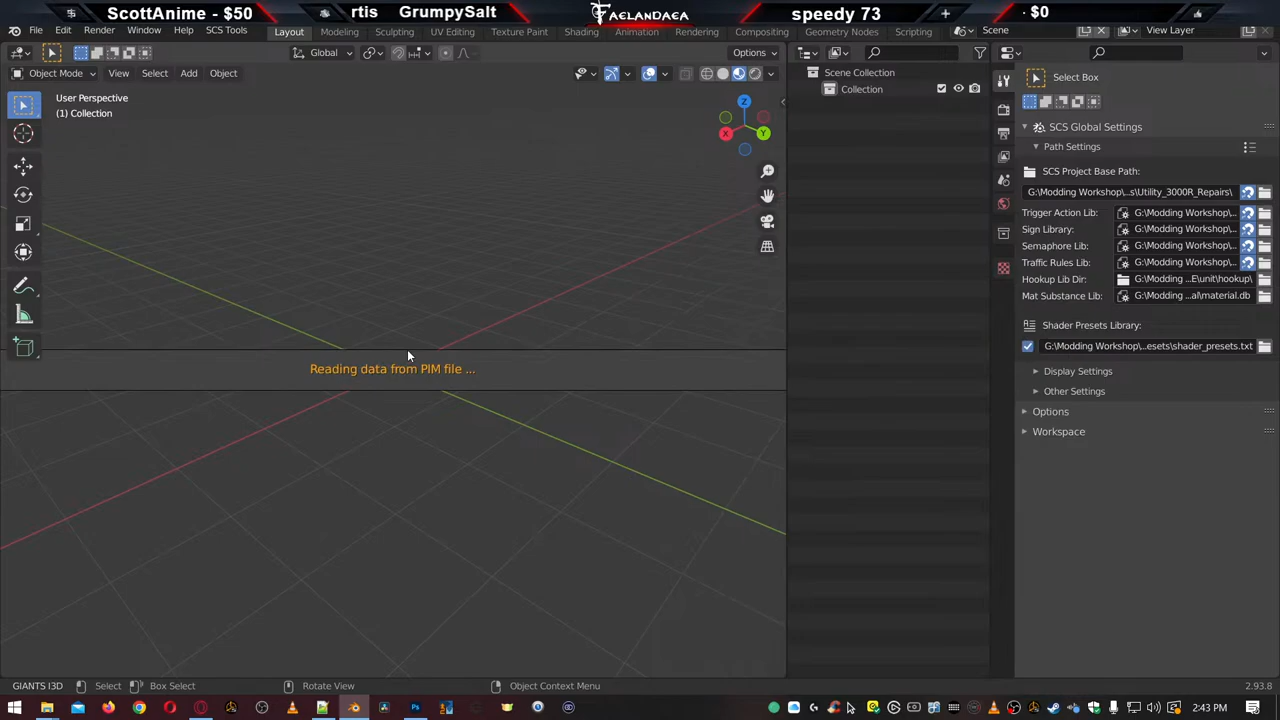 ScottAnime - $50
rtis GrumpySalt
FAELANDAEA
speedy 73
· $0
File Edit Render Window Help SCS Tools
Layout Modeling Sculpting UV Editing Texture Paint Shading Animation Rendering Compositing Geometry Nodes Scripting
Scene
View Layer
Global
Options
Object Mode View Select Add Object
User Perspective
(1) Collection
Z
X
Y
Reading data from PIM file ...
Scene Collection
Collection
Select Box
SCS Global Settings
Path Settings
SCS Project Base Path:
G:\Modding Workshop\...s\Utility_3000R_Repairs\
Trigger Action Lib: G:\Modding Workshop\...
Sign Library: G:\Modding Workshop\...
Semaphore Lib: G:\Modding Workshop\...
Traffic Rules Lib: G:\Modding Workshop\...
Hookup Lib Dir: G:\Modding ...E\unit\hookup\
Mat Substance Lib: G:\Modding ...al\material.db
Shader Presets Library:
G:\Modding Workshop\...esets\shader_presets.txt
Display Settings
Other Settings
Options
Workspace
GIANTS I3D Select Box Select Rotate View Object Context Menu 2.93.8
2:43 PM